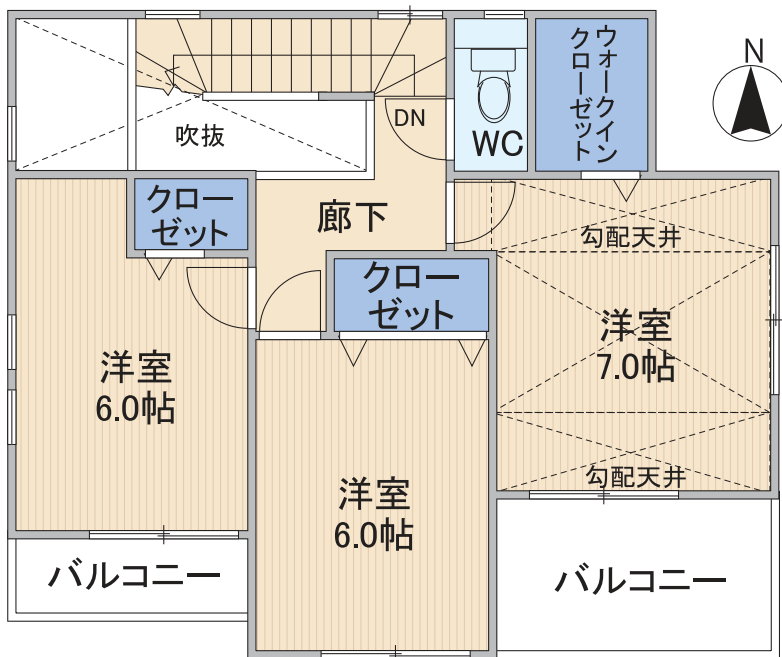 ウォークイン
クローゼット
N
DN
WC
吹抜
クロー
ゼット
廊下
勾配天井
クロー
ゼット
洋室
7.0帖
洋室
6.0帖
勾配天井
洋室
6.0帖
バルコニー
バルコニー